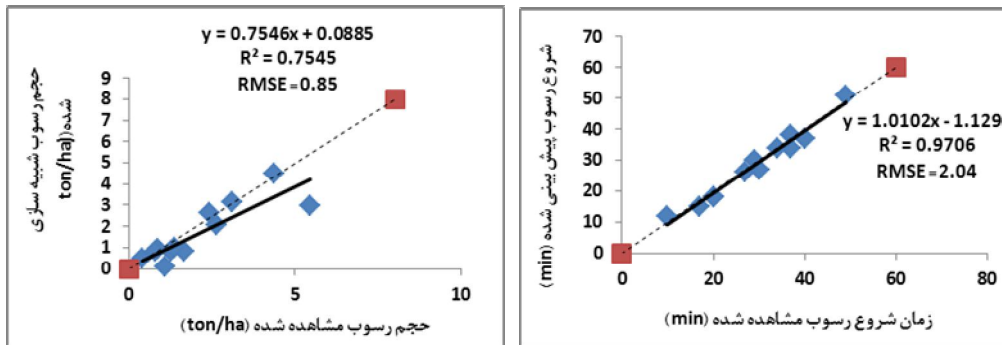 y = 0.7546x + 0.0885
R² = 0.7545
RMSE = 0.85
حجم رسوب شبیه سازی
شده (ton/ha)
9
8
7
6
5
4
3
2
1
0
0
5
10
حجم رسوب مشاهده شده (ton/ha)
شروع رسوب پیش بینی شده (min)
70
60
50
40
30
20
10
0
y = 1.0102x - 1.129
R² = 0.9706
RMSE = 2.04
0
20
40
60
80
زمان شروع رسوب مشاهده شده (min)